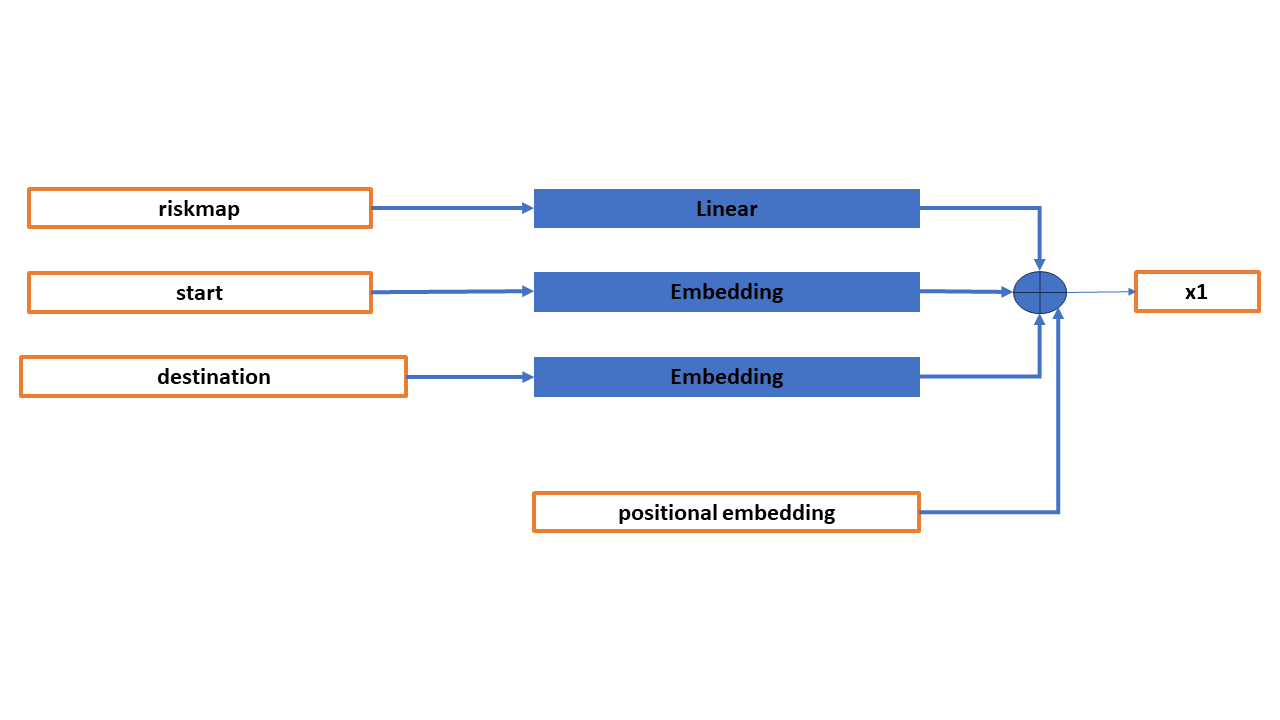 riskmap
Linear
start
Embedding
x1
destination
Embedding
positional embedding